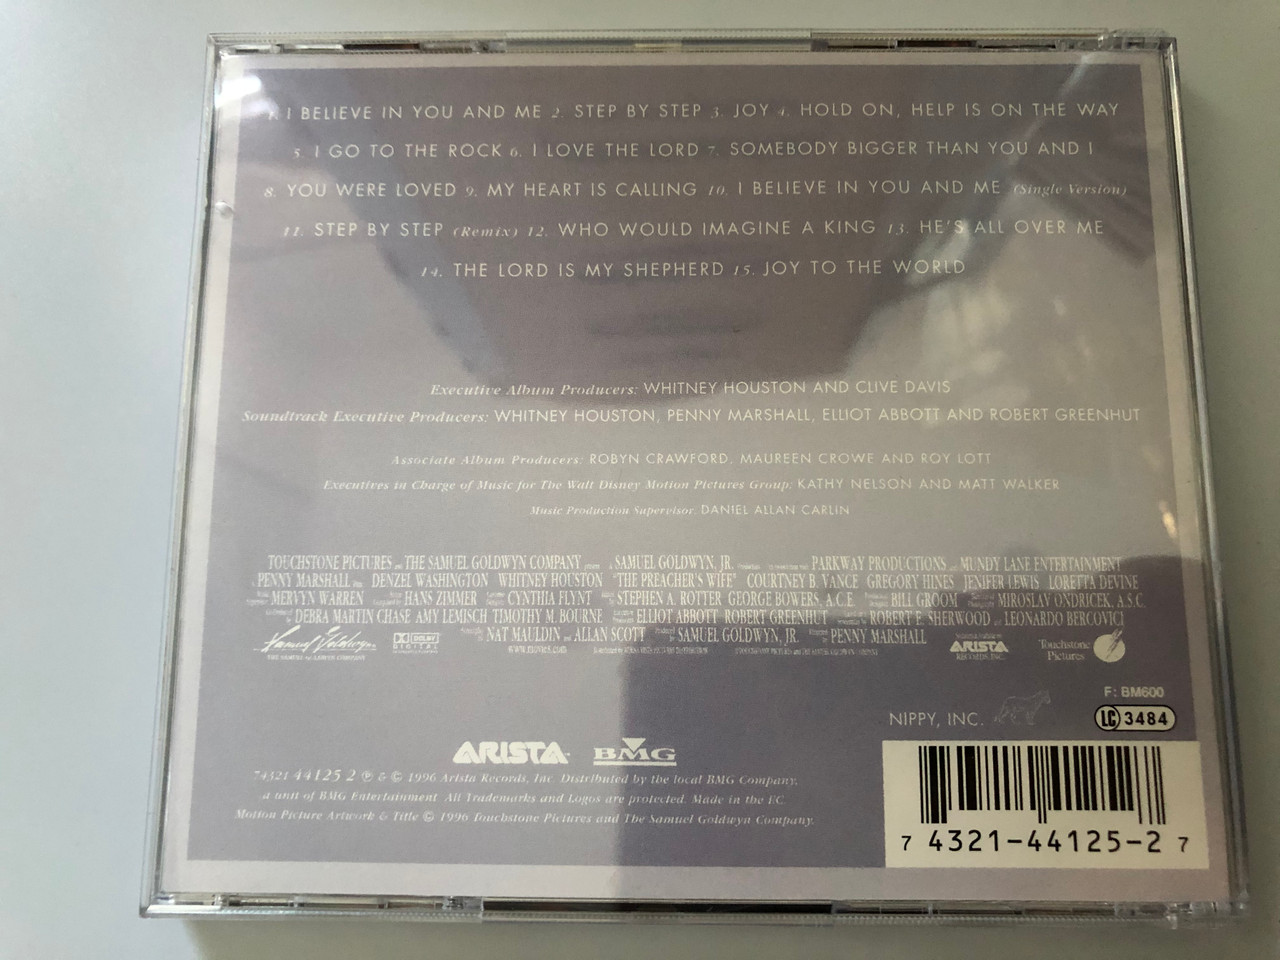 1. I BELIEVE IN YOU AND ME 2. STEP BY STEP 3. JOY 4. HOLD ON, HELP IS ON THE WAY
5. I GO TO THE ROCK 6. I LOVE THE LORD 7. SOMEBODY BIGGER THAN YOU AND I
8. YOU WERE LOVED 9. MY HEART IS CALLING 10. I BELIEVE IN YOU AND ME (Single Version)
11. STEP BY STEP (Remix) 12. WHO WOULD IMAGINE A KING 13. HE'S ALL OVER ME
14. THE LORD IS MY SHEPHERD 15. JOY TO THE WORLD
Executive Album Producers: WHITNEY HOUSTON AND CLIVE DAVIS
Soundtrack Executive Producers: WHITNEY HOUSTON, PENNY MARSHALL, ELLIOT ABBOTT AND ROBERT GREENHUT
Associate Album Producers: ROBYN CRAWFORD, MAUREEN CROWE AND ROY LOTT
Executives in Charge of Music for The Walt Disney Motion Pictures Group: KATHY NELSON AND MATT WALKER
Music Production Supervisor: DANIEL ALLAN CARLIN
TOUCHSTONE PICTURES AND THE SAMUEL GOLDWYN COMPANY SAMUEL GOLDWYN, JR. PARKWAY PRODUCTIONS MUNDY LANE ENTERTAINMENT
PENNY MARSHALL DENZEL WASHINGTON WHITNEY HOUSTON "THE PREACHER'S WIFE" COURTNEY B. VANCE GREGORY HINES JENIFER LEWIS LORETTA DEVINE
MERVYN WARREN HANS ZIMMER CYNTHIA FLYNT STEPHEN A. ROTTER GEORGE BOWERS, A.C.E. BILL GROOM MIROSLAV ONDRICEK, A.S.C.
DEBRA MARTIN CHASE AMY LEMISCH TIMOTHY M. BOURNE ELLIOT ABBOTT ROBERT GREENHUT ROBERT E. SHERWOOD AND LEONARDO BERCOVICI
NAT MAULDIN AND ALLAN SCOTT SAMUEL GOLDWYN, JR. PENNY MARSHALL
Samuel Goldwyn THE SAMUEL GOLDWYN COMPANY DOLBY DIGITAL ARISTA RECORDS, INC. Touchstone Pictures
F: BM600
NIPPY, INC. LC 3484
ARISTA BMG
74321 44125 2 ℗ & © 1996 Arista Records, Inc. Distributed by the local BMG Company,
a unit of BMG Entertainment. All Trademarks and Logos are protected. Made in the EC.
Motion Picture Artwork & Title © 1996 Touchstone Pictures and The Samuel Goldwyn Company.
7 4321-44125-2 7